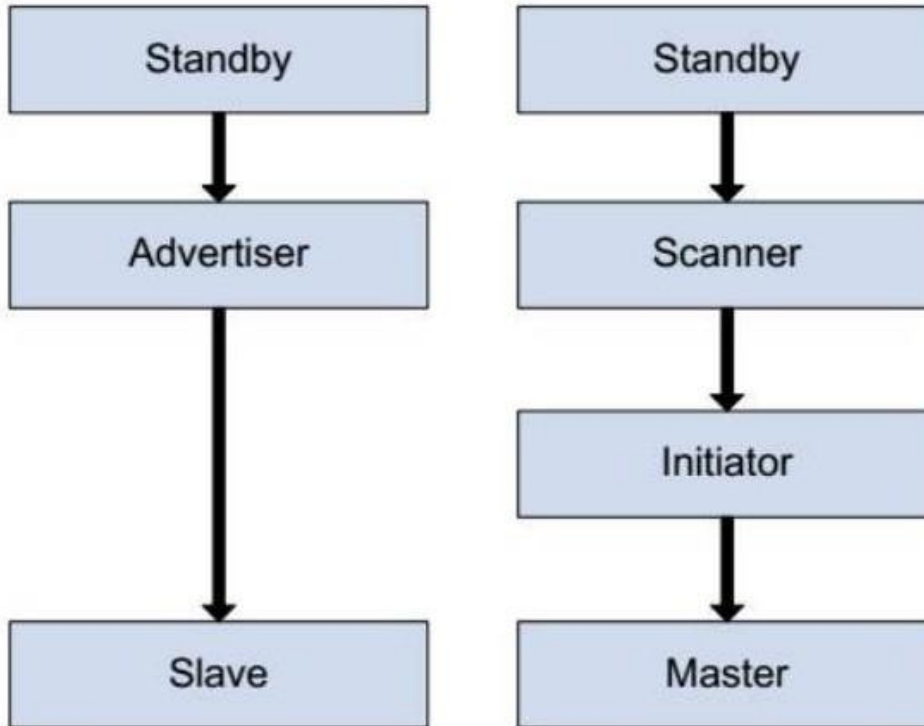 Standby
Standby
Advertiser
Scanner
Initiator
Slave
Master